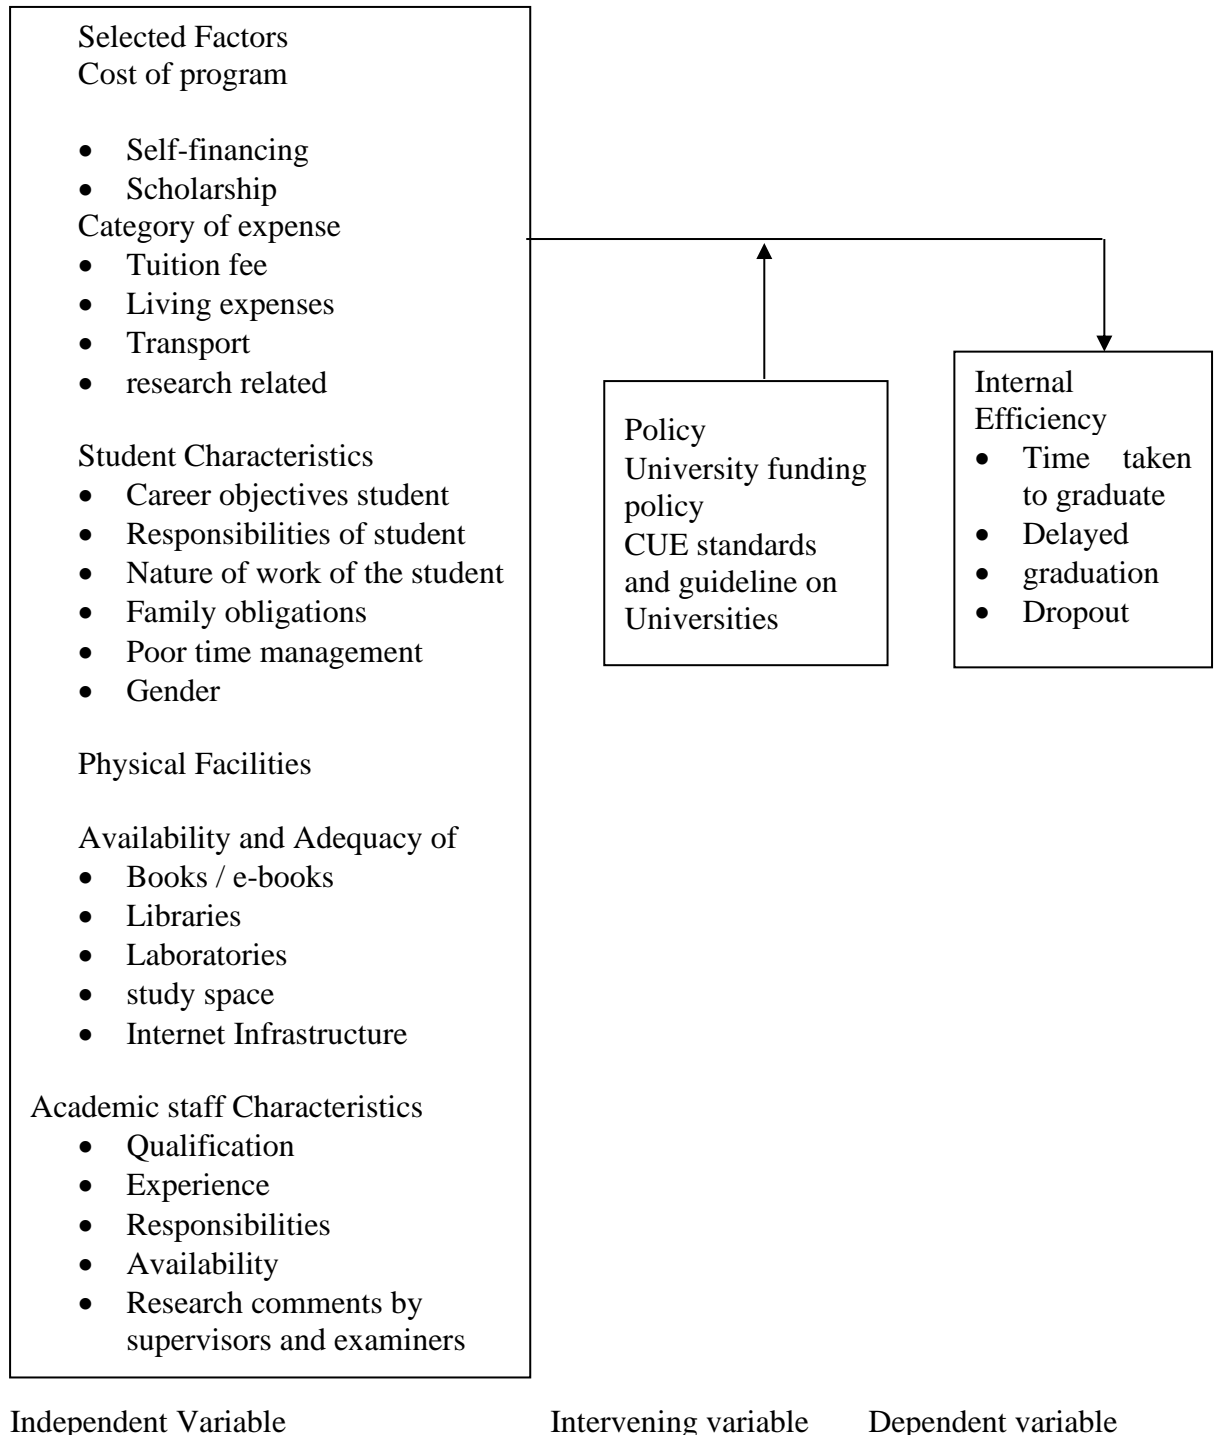 Selected Factors
Cost of program
• Self-financing
• Scholarship
Category of expense
• Tuition fee
• Living expenses
• Transport
• research related
Student Characteristics
• Career objectives student
• Responsibilities of student
• Nature of work of the student
• Family obligations
• Poor time management
• Gender
Physical Facilities
Availability and Adequacy of
• Books / e-books
• Libraries
• Laboratories
• study space
• Internet Infrastructure
Academic staff Characteristics
• Qualification
• Experience
• Responsibilities
• Availability
• Research comments by
supervisors and examiners
Policy
University funding
policy
CUE standards
and guideline on
Universities
Internal
Efficiency
• Time taken
to graduate
• Delayed
• graduation
• Dropout
Independent Variable
Intervening variable
Dependent variable